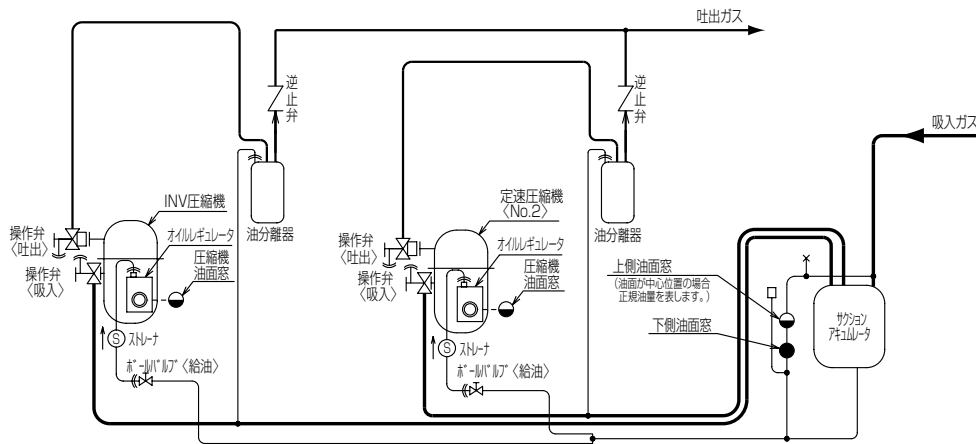 吐出ガス
吸入ガス
逆止弁
逆止弁
INV圧縮機
定速圧縮機
〈No.2〉
油分離器
油分離器
オイルレギュレータ
オイルレギュレータ
操作弁
〈吐出〉
操作弁
〈吸入〉
圧縮機
油面窓
操作弁
〈吐出〉
操作弁
〈吸入〉
圧縮機
油面窓
上側油面窓
(油面が中心位置の場合
正規油量を表します。)
下側油面窓
サクション
アキュムレータ
S ストレーナ
S ストレーナ
ボールバルブ〈給油〉
ボールバルブ〈給油〉